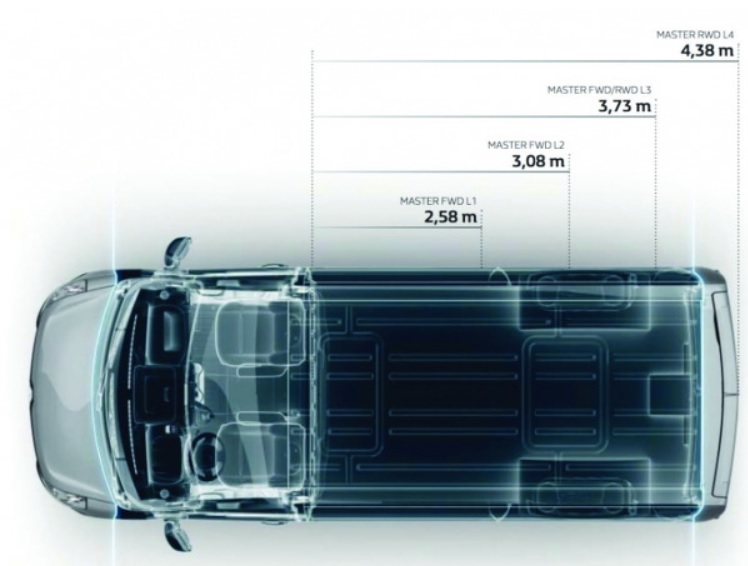 MASTER RWD L4
4,38 m
MASTER FWD/RWD L3
3,73 m
MASTER FWD L2
3,08 m
MASTER FWD L1
2,58 m